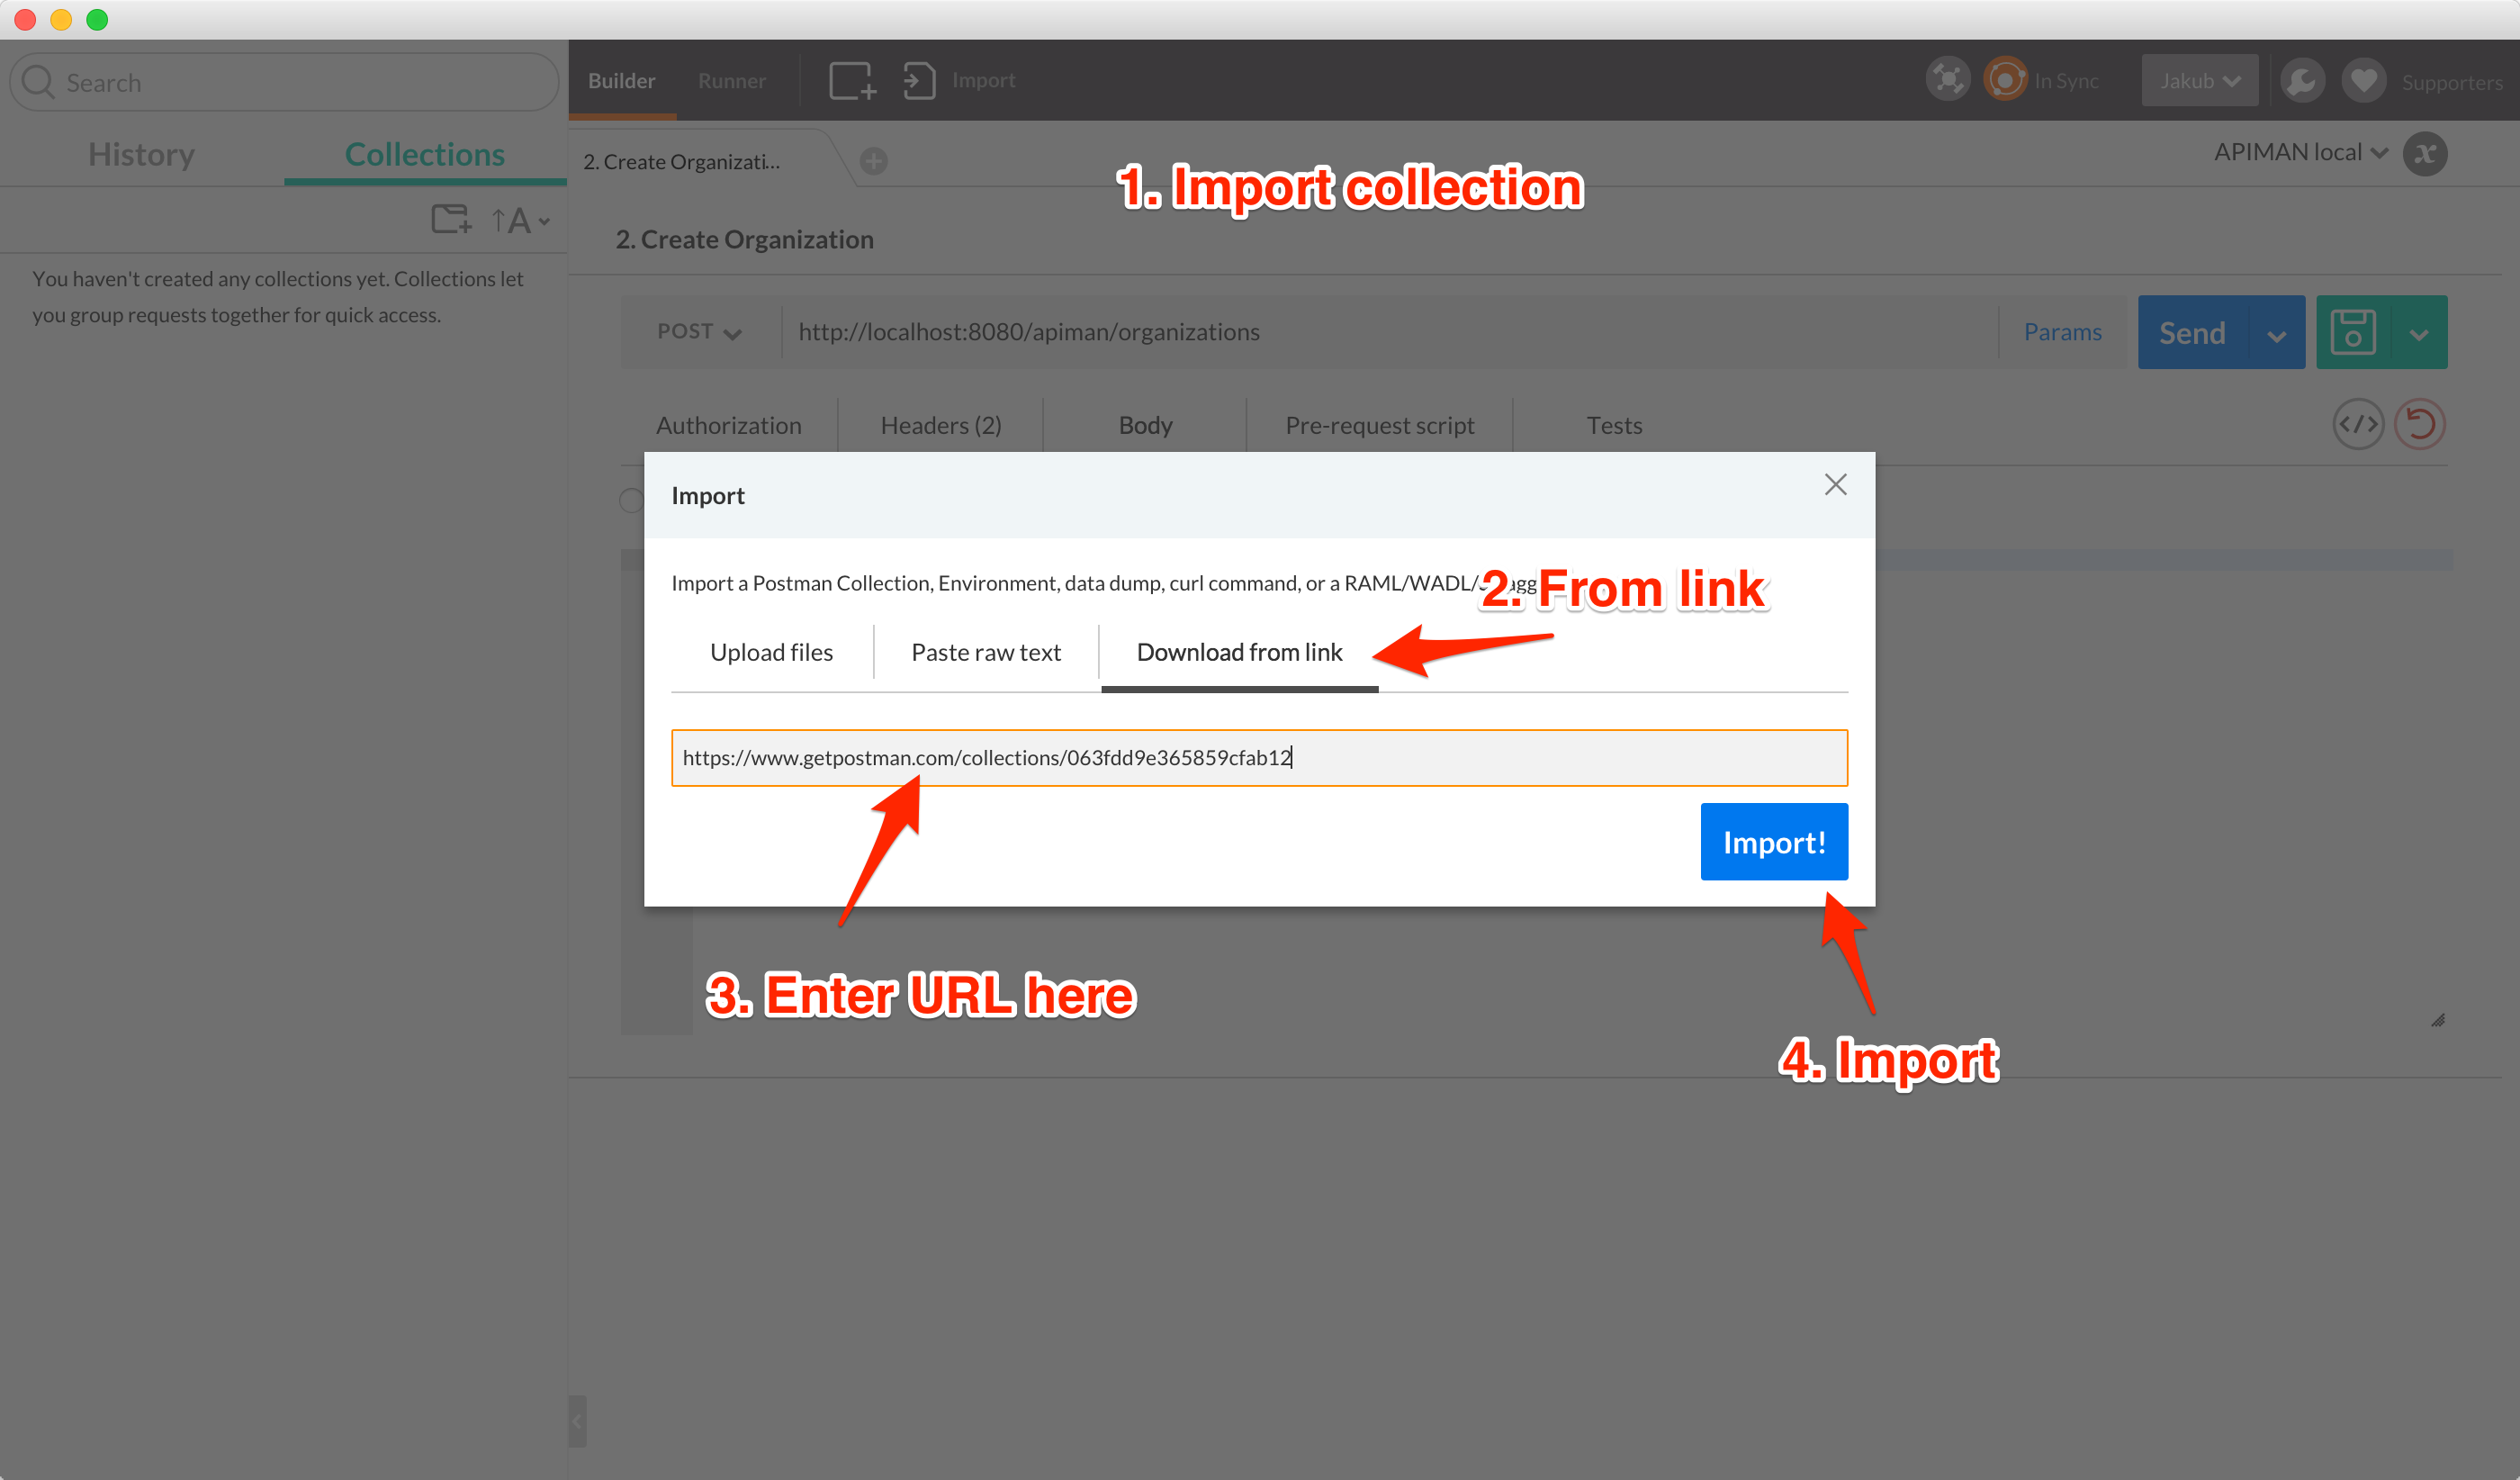 Search
Builder
Runner
Import
In Sync
Jakub
Supporters
History
Collections
2. Create Organizati...
APIMAN local
1. Import collection
↑A
2. Create Organization
You haven't created any collections yet. Collections let
you group requests together for quick access.
POST
http://localhost:8080/apiman/organizations
Params
Send
Authorization
Headers (2)
Body
Pre-request script
Tests
Import
Import a Postman Collection, Environment, data dump, curl command, or a RAML/WADL/
2. From link
Upload files
Paste raw text
Download from link
https://www.getpostman.com/collections/063fdd9e365859cfab12
Import!
3. Enter URL here
4. Import